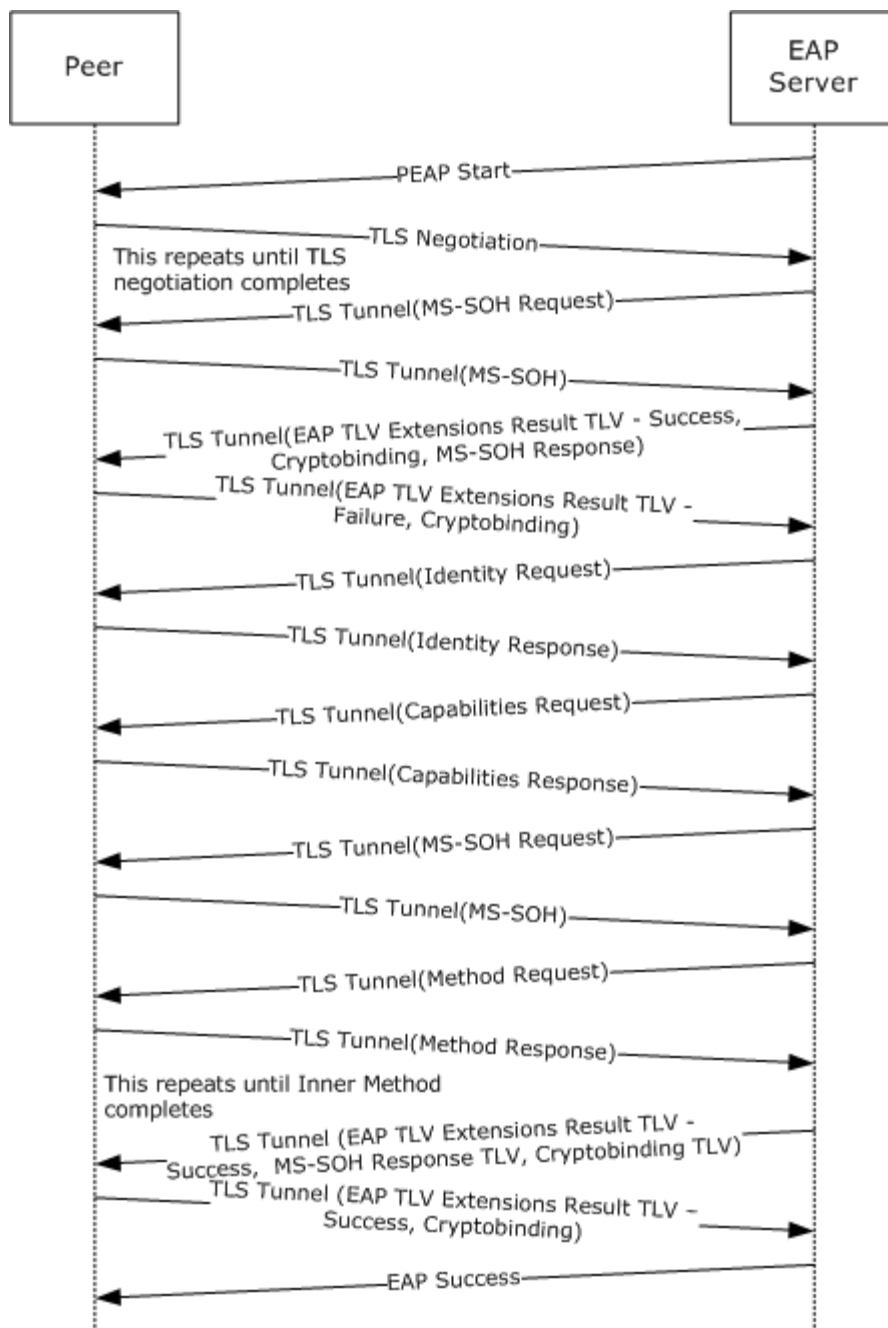 Peer
EAP
Server
PEAP Start
TLS Negotiation
This repeats until TLS
negotiation completes
TLS Tunnel(MS-SOH Request)
TLS Tunnel(MS-SOH)
TLS Tunnel(EAP TLV Extensions Result TLV - Success,
Cryptobinding, MS-SOH Response)
TLS Tunnel(EAP TLV Extensions Result TLV -
Failure, Cryptobinding)
TLS Tunnel(Identity Request)
TLS Tunnel(Identity Response)
TLS Tunnel(Capabilities Request)
TLS Tunnel(Capabilities Response)
TLS Tunnel(MS-SOH Request)
TLS Tunnel(MS-SOH)
TLS Tunnel(Method Request)
TLS Tunnel(Method Response)
This repeats until Inner Method
completes
TLS Tunnel (EAP TLV Extensions Result TLV -
Success, MS-SOH Response TLV, Cryptobinding TLV)
TLS Tunnel (EAP TLV Extensions Result TLV –
Success, Cryptobinding)
EAP Success